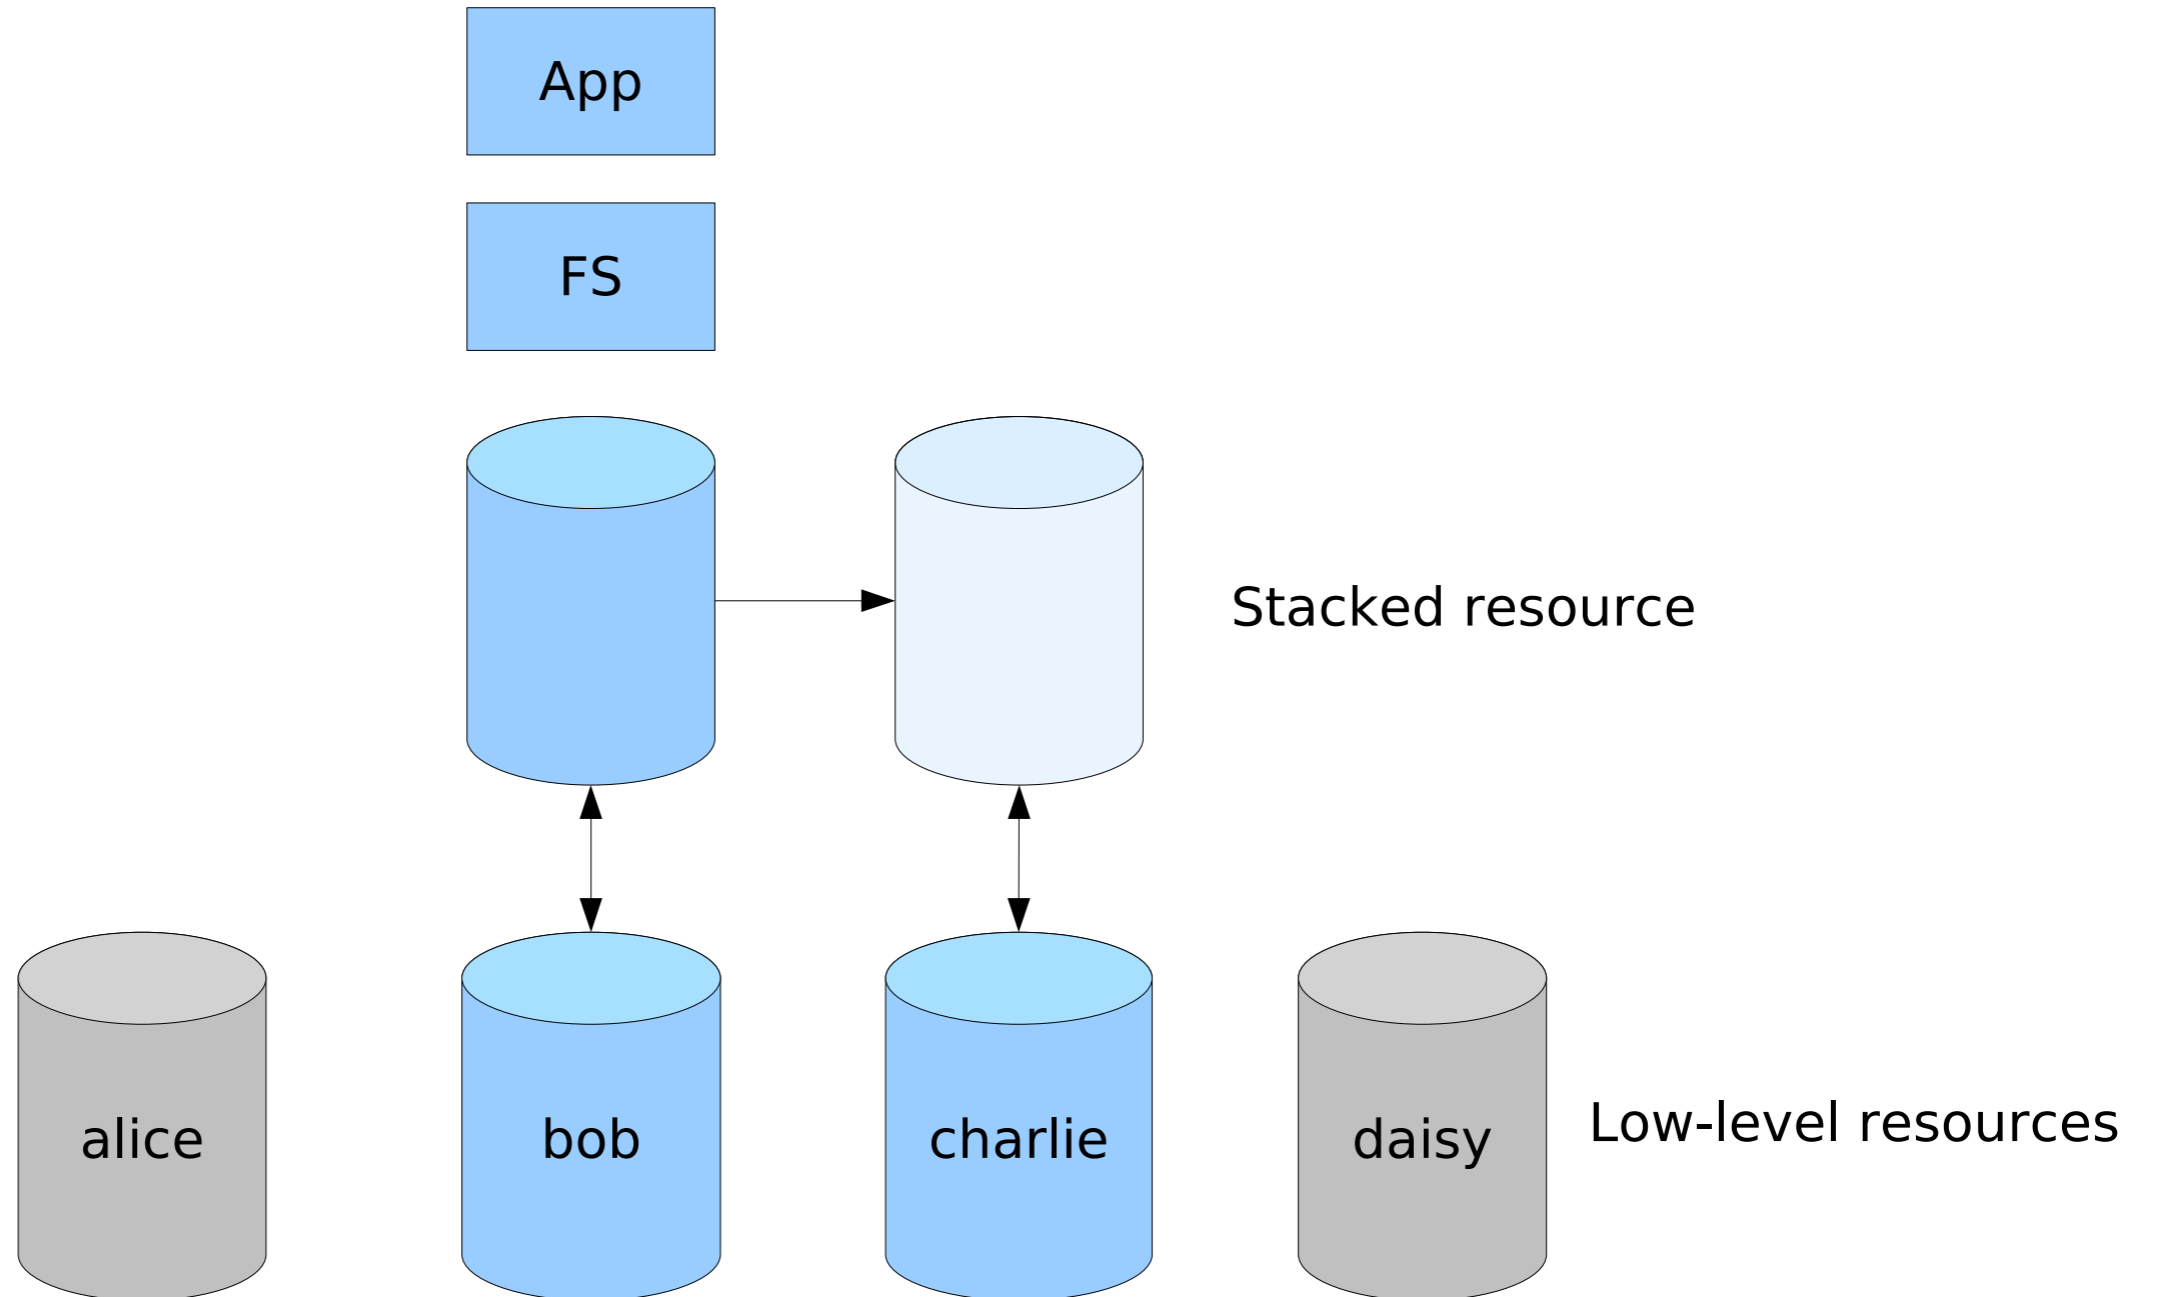 App
FS
Stacked resource
alice
bob
charlie
daisy
Low-level resources